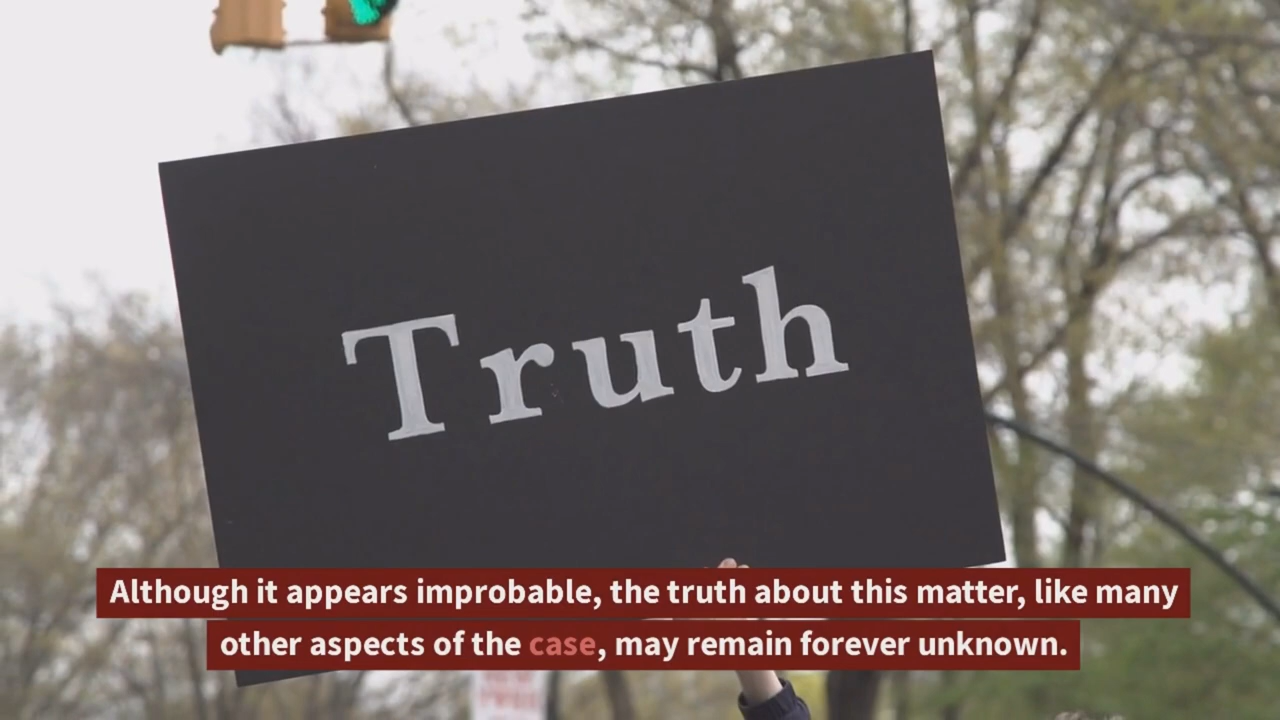 Truth
Although it appears improbable, the truth about this matter, like many
other aspects of the case, may remain forever unknown.